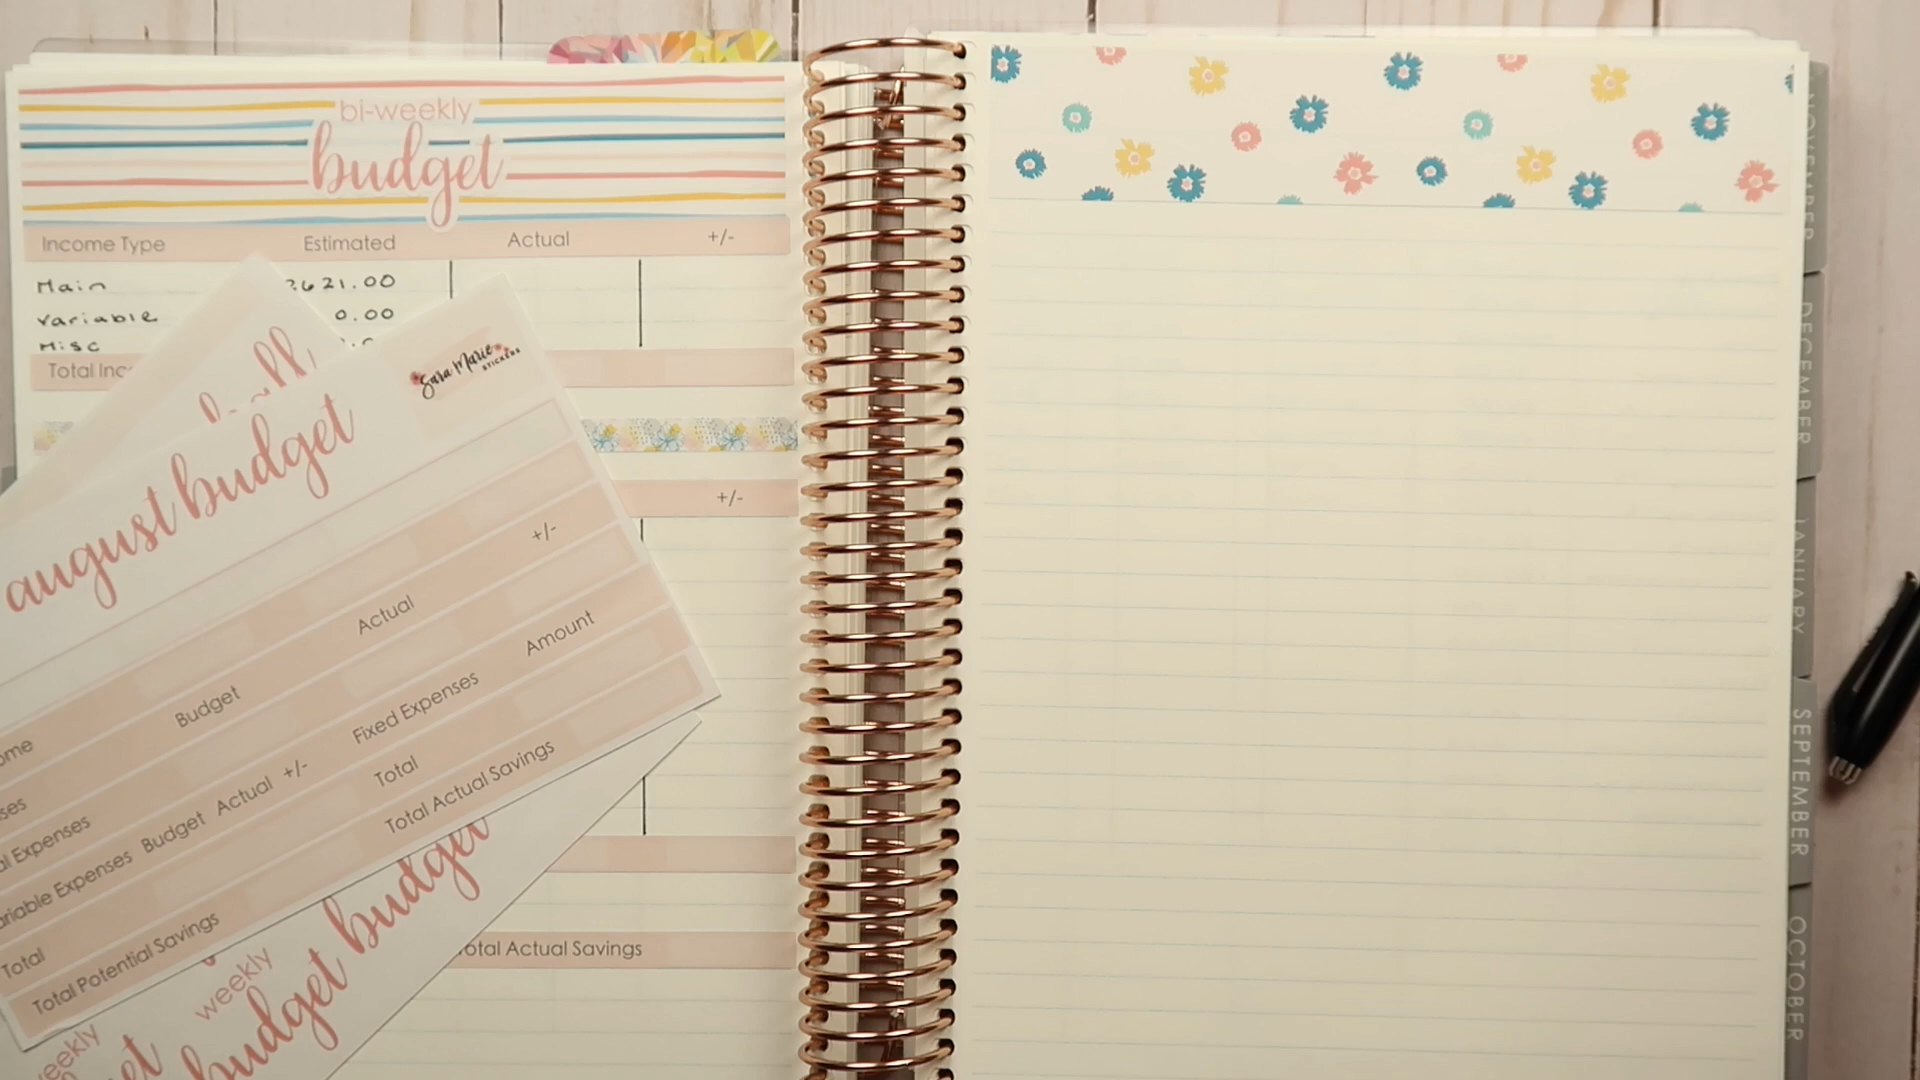 bi-weekly
budget
Income Type Estimated Actual +/-
Main 2621.00
Variable 0.00
Misc
Total
+/-
Total Actual Savings
Sara Marie
STICKERS
august budget
+/-
Actual
Budget
Amount
Fixed Expenses
Expenses
Variable Expenses Budget Actual +/-
Total
Total
Total Potential Savings
Total Actual Savings
weekly
budget budget
NOVEMBER
DECEMBER
JANUARY
SEPTEMBER
OCTOBER